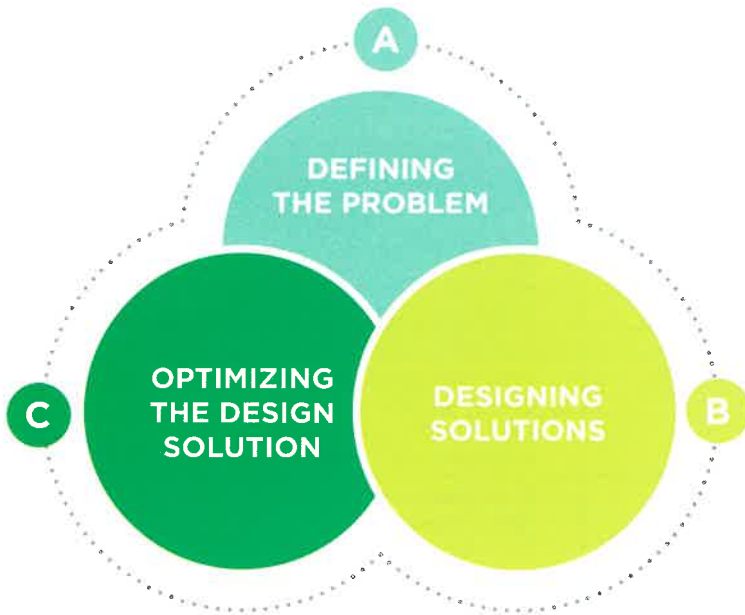 A
DEFINING
THE PROBLEM
OPTIMIZING
THE DESIGN
SOLUTION
DESIGNING
SOLUTIONS
C
B